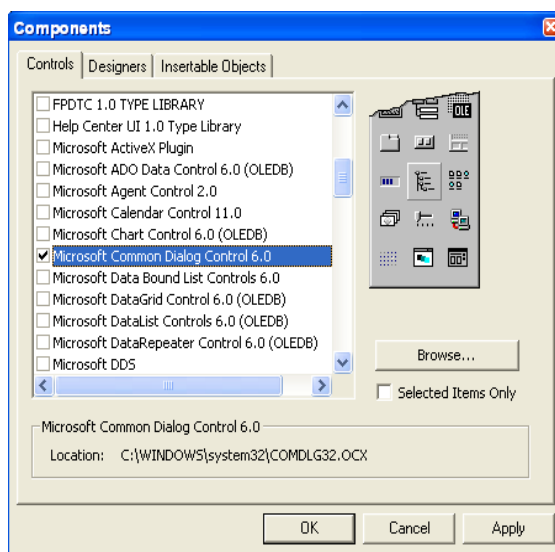 Components
Controls Designers Insertable Objects
FPDTC 1.0 TYPE LIBRARY
Help Center UI 1.0 Type Library
Microsoft ActiveX Plugin
Microsoft ADO Data Control 6.0 (OLEDB)
Microsoft Agent Control 2.0
Microsoft Calendar Control 11.0
Microsoft Chart Control 6.0 (OLEDB)
Microsoft Common Dialog Control 6.0
Microsoft Data Bound List Controls 6.0
Microsoft DataGrid Control 6.0 (OLEDB)
Microsoft DataList Controls 6.0 (OLEDB)
Microsoft DataRepeater Control 6.0 (OLEDB)
Microsoft DDS
OLE
Browse...
Selected Items Only
Microsoft Common Dialog Control 6.0
Location: C:\WINDOWS\system32\COMDLG32.OCX
OK Cancel Apply